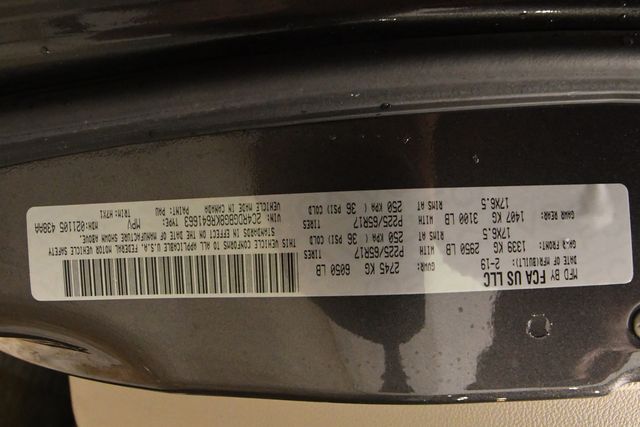 MFD BY FCA US LLC
DATE OF MFR(BUILT): 2-19 GVWR: 2745 KG 6050 LB
GAWR FRONT: WITH TIRES
1339 KG 2950 LB P225/65R17
17X6.5 RIMS AT 250 KPA ( 36 PSI) COLD
GAWR REAR: WITH TIRES
1407 KG 3100 LB P225/65R17
17X6.5 RIMS AT 250 KPA ( 36 PSI) COLD
THIS VEHICLE CONFORMS TO ALL APPLICABLE U.S.A. FEDERAL MOTOR VEHICLE SAFETY
STANDARDS IN EFFECT ON THE DATE OF MANUFACTURE SHOWN ABOVE.
VIN: 2C4RDGBG8KR641663 TYPE: MPV
VEHICLE MADE IN CANADA PAINT: PAU TRIM: H7X1
MDH: 021105 438AA